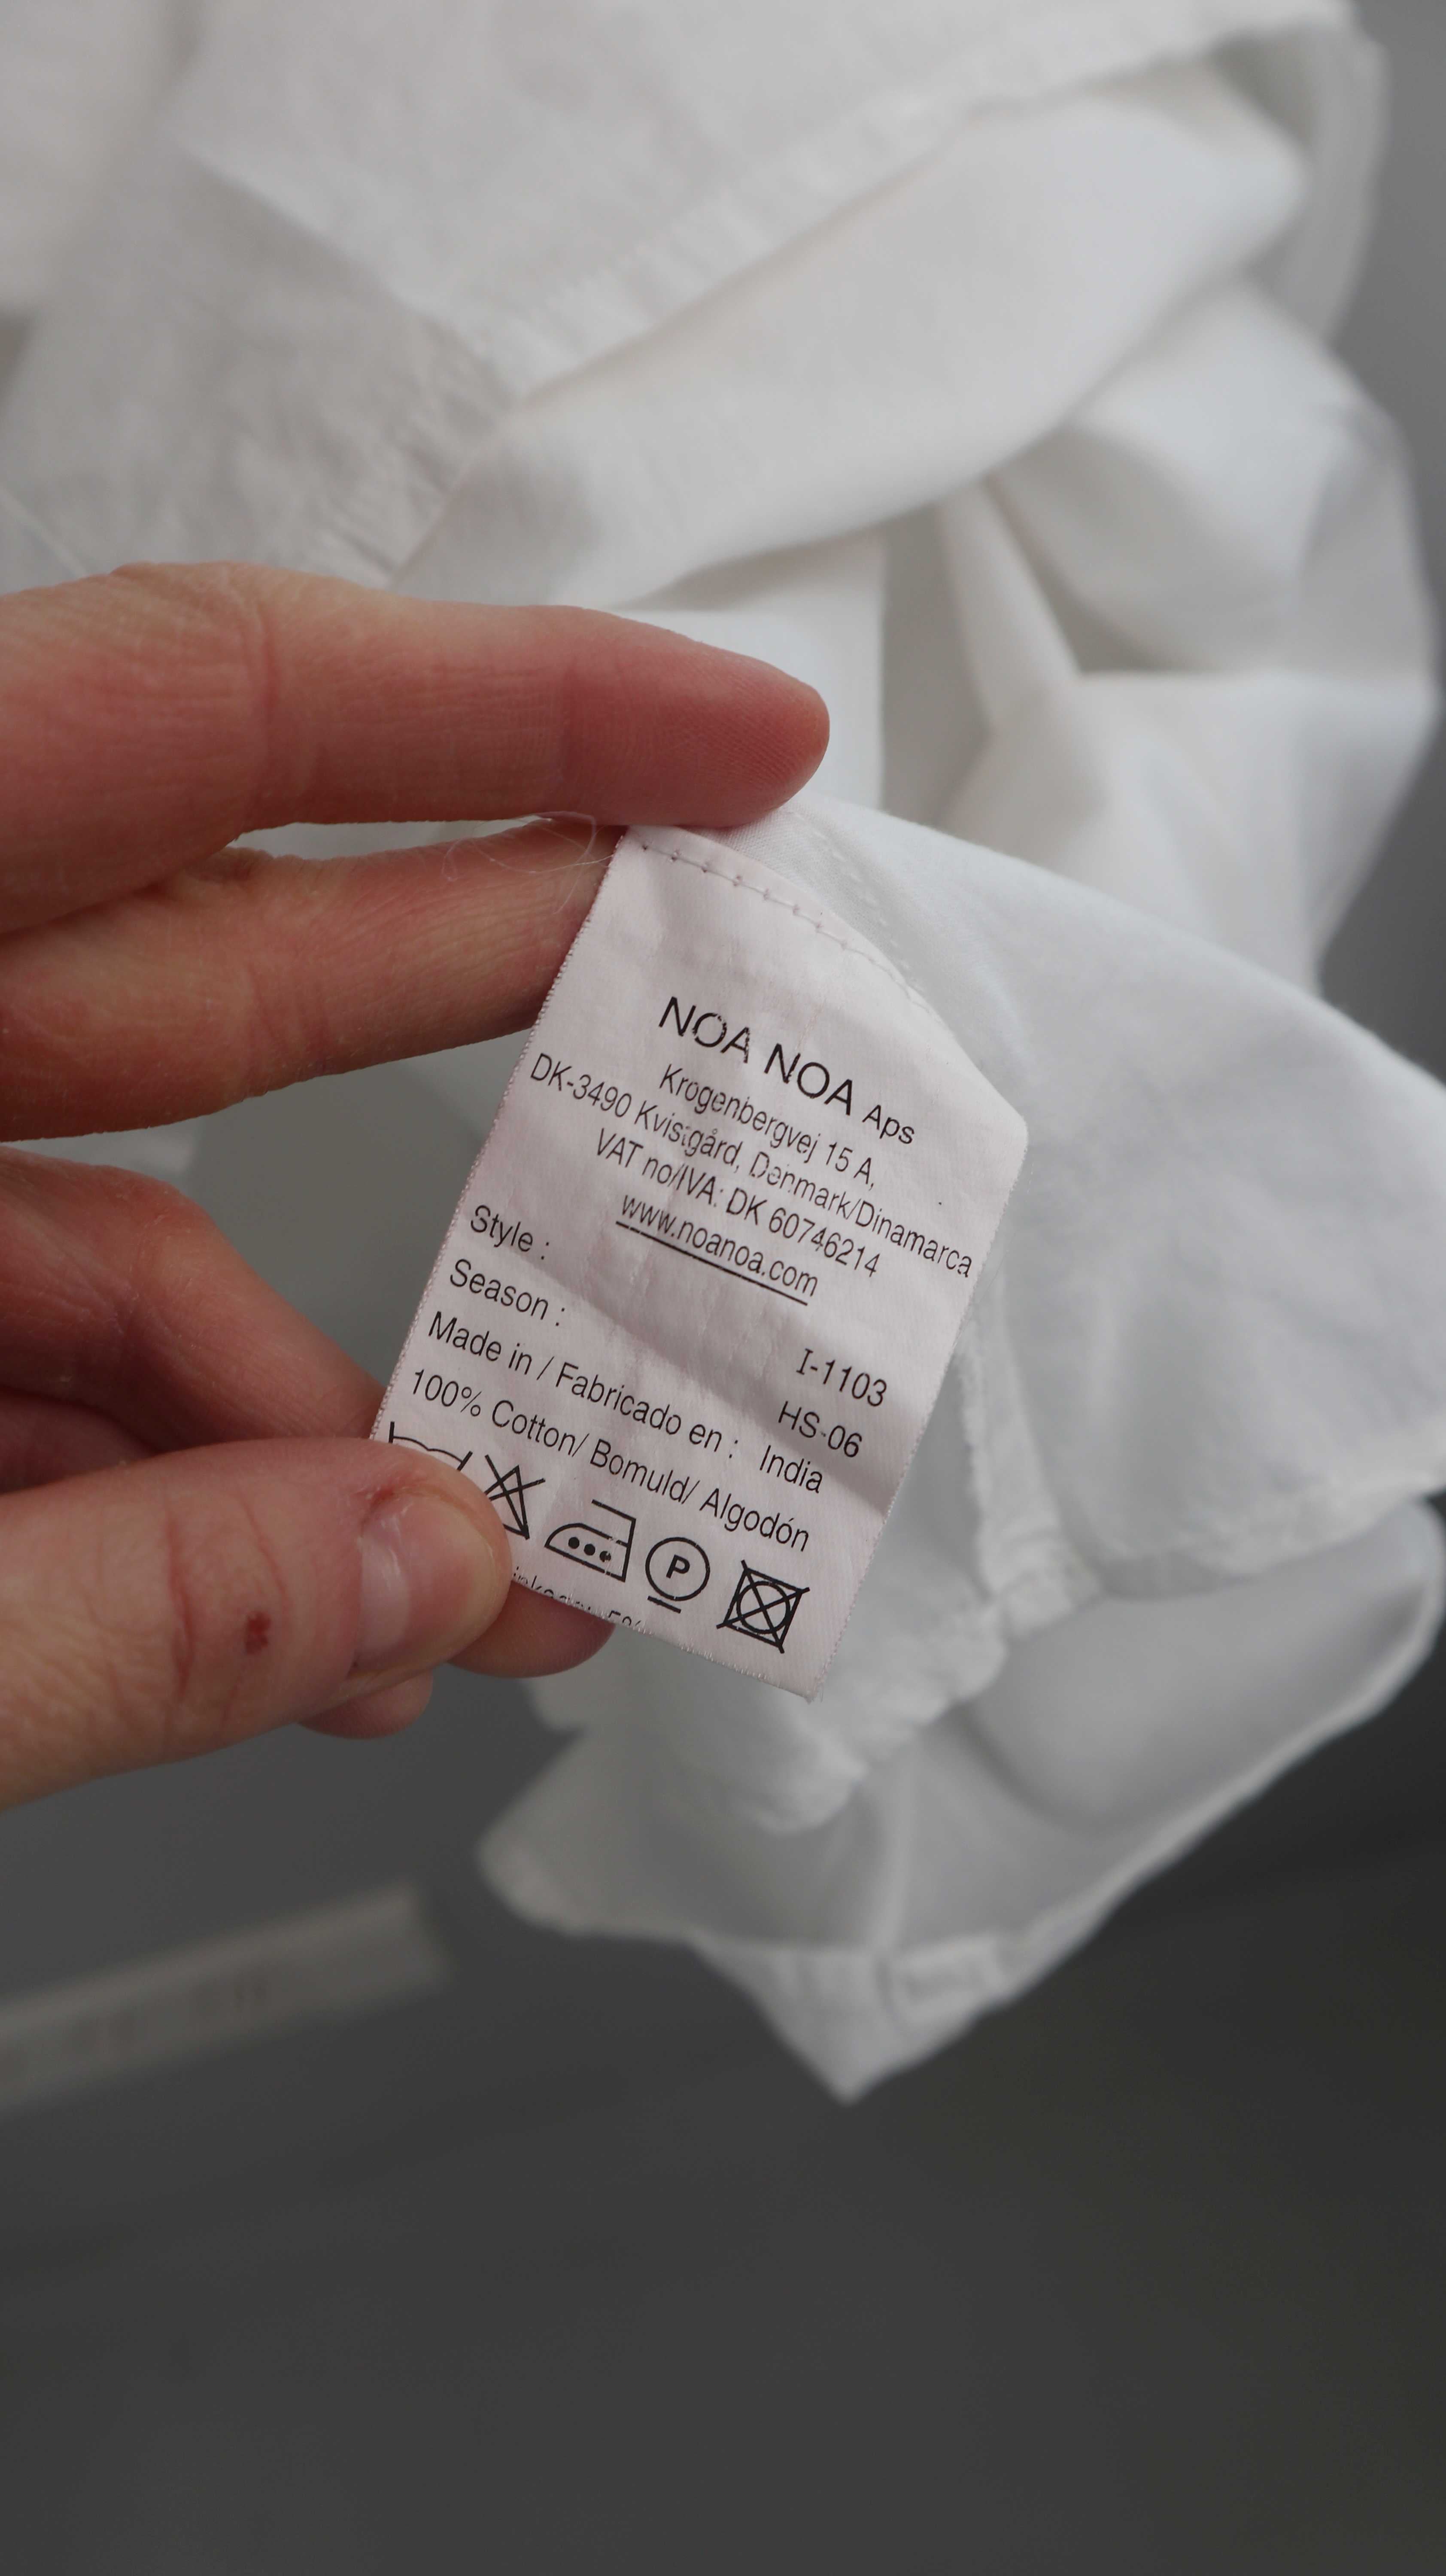 NOA NOA Aps
Krogenbergvej 15 A,
DK-3490 Kvistgård, Denmark/Dinamarca
VAT no/IVA: DK 60746214
www.noanoa.com
Style : I-1103
Season : HS-06
Made in / Fabricado en : India
100% Cotton/ Bomuld/ Algodón
P